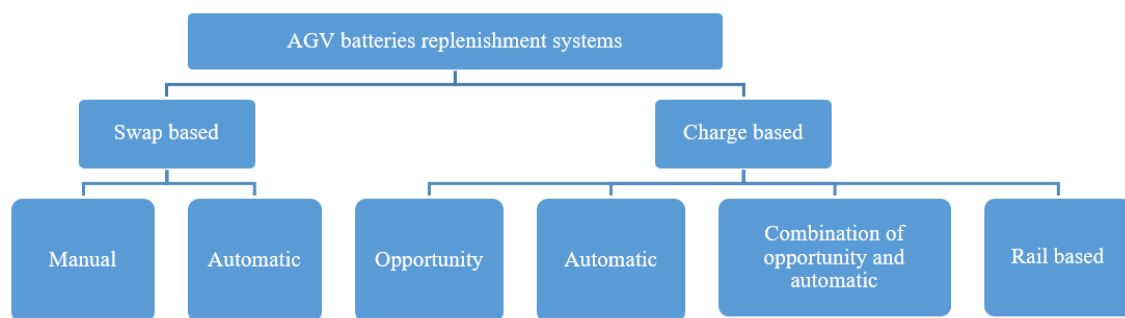 AGV batteries replenishment systems
Swap based
Charge based
Manual
Automatic
Opportunity
Automatic
Combination of
opportunity and
automatic
Rail based